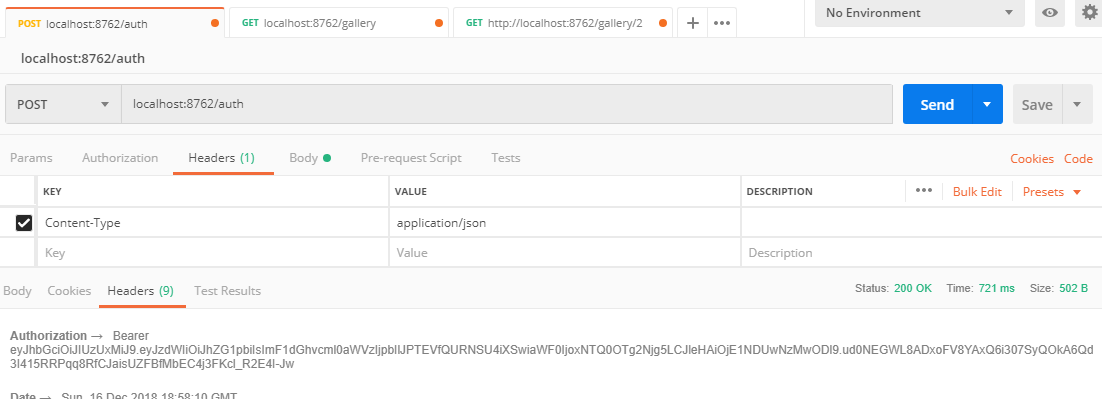 POST localhost:8762/auth GET localhost:8762/gallery GET http://localhost:8762/gallery/2 + ••• No Environment
localhost:8762/auth
POST localhost:8762/auth Send Save
Params Authorization Headers (1) Body Pre-request Script Tests Cookies Code
KEY VALUE DESCRIPTION ••• Bulk Edit Presets
Content-Type application/json
Key Value Description
Body Cookies Headers (9) Test Results Status: 200 OK Time: 721 ms Size: 502 B
Authorization → Bearer
eyJhbGciOiJIUzUxMiJ9.eyJzdWIiOiJhZG1pbiIsImF1dGhvcml0aWVzIjpbIlJPTEVfQURNSU4iXSwiaWF0IjoxNTQ0OTg2Njg5LCJleHAiOjE1NDUwNzMwODl9.ud0NEGWL8ADxoFV8YAxQ6i307SyQOkA6Qd
3I415RRPqq8RfCJaisUZFBfMbEC4j3FKcl_R2E4I-Jw
Date → Sun, 16 Dec 2018 18:58:10 GMT